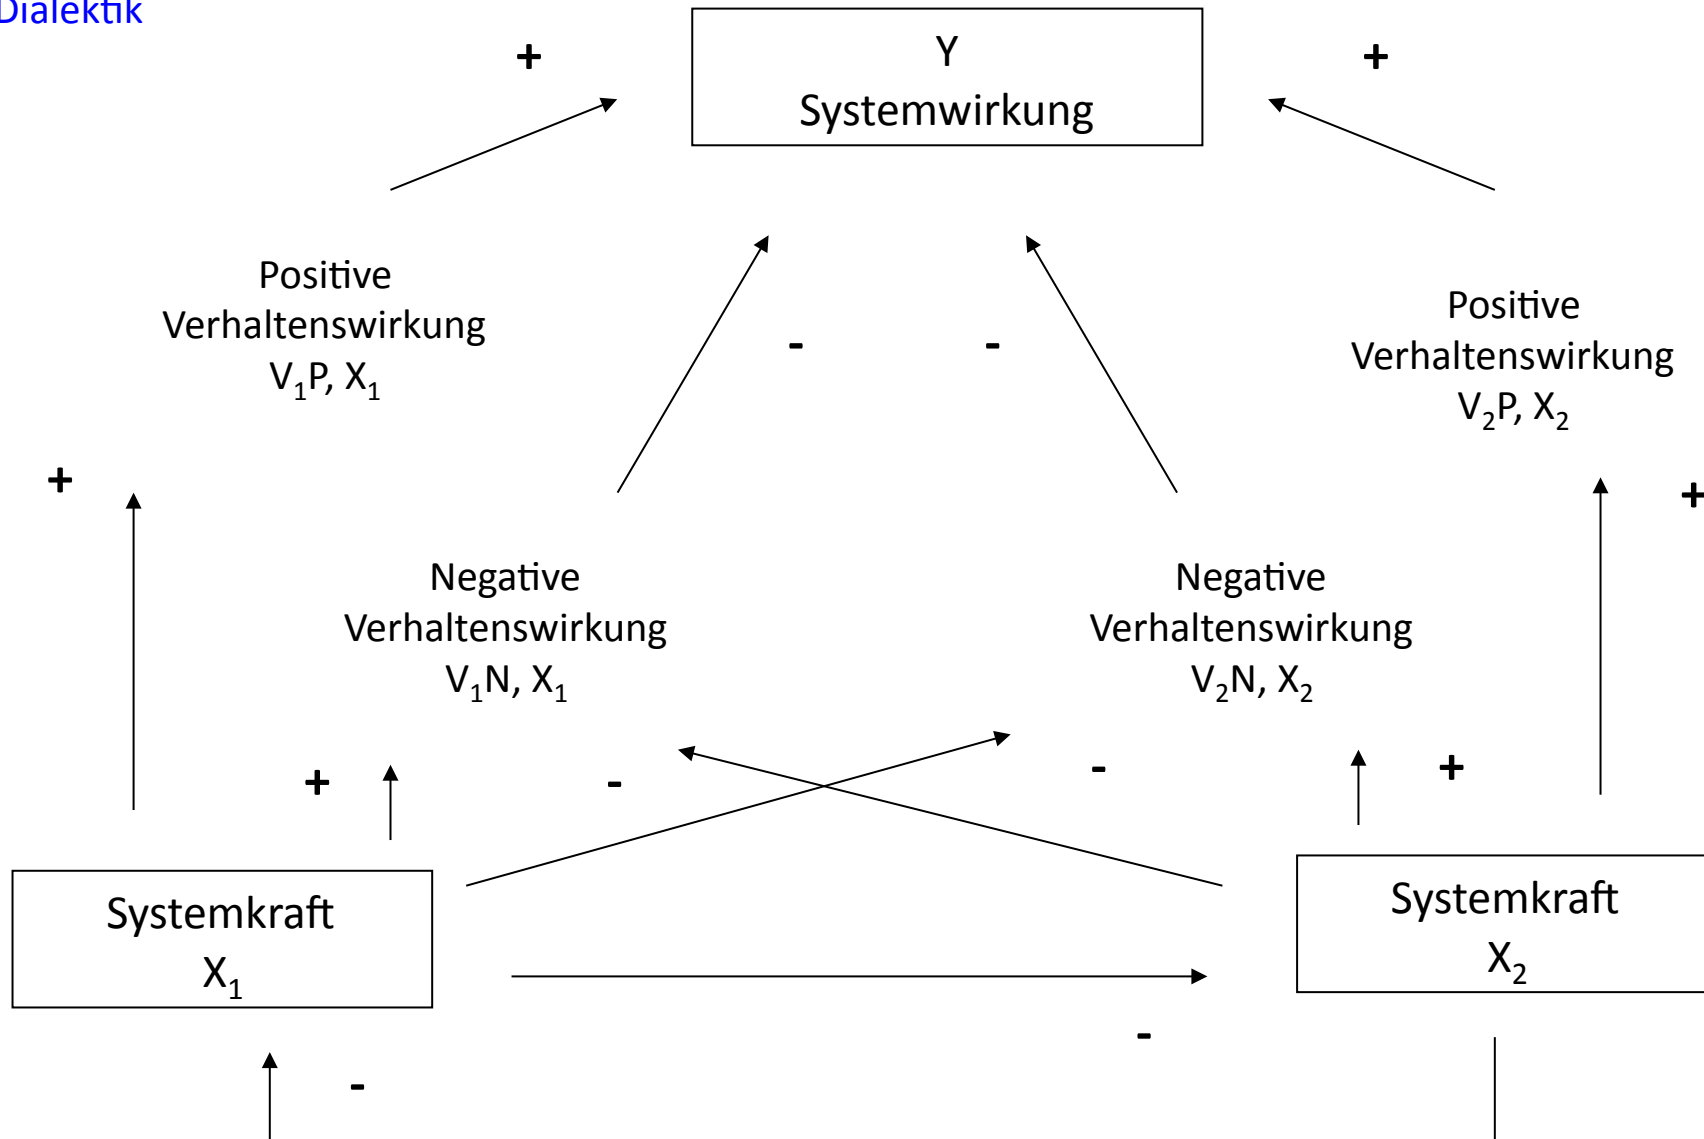 Dialektik
+
Y
+
Systemwirkung
Positive
Verhaltenswirkung
V₁P, X₁
Positive
Verhaltenswirkung
V₂P, X₂
-
-
+
+
Negative
Verhaltenswirkung
V₁N, X₁
Negative
Verhaltenswirkung
V₂N, X₂
+
-
-
+
Systemkraft
X₁
Systemkraft
X₂
-
-